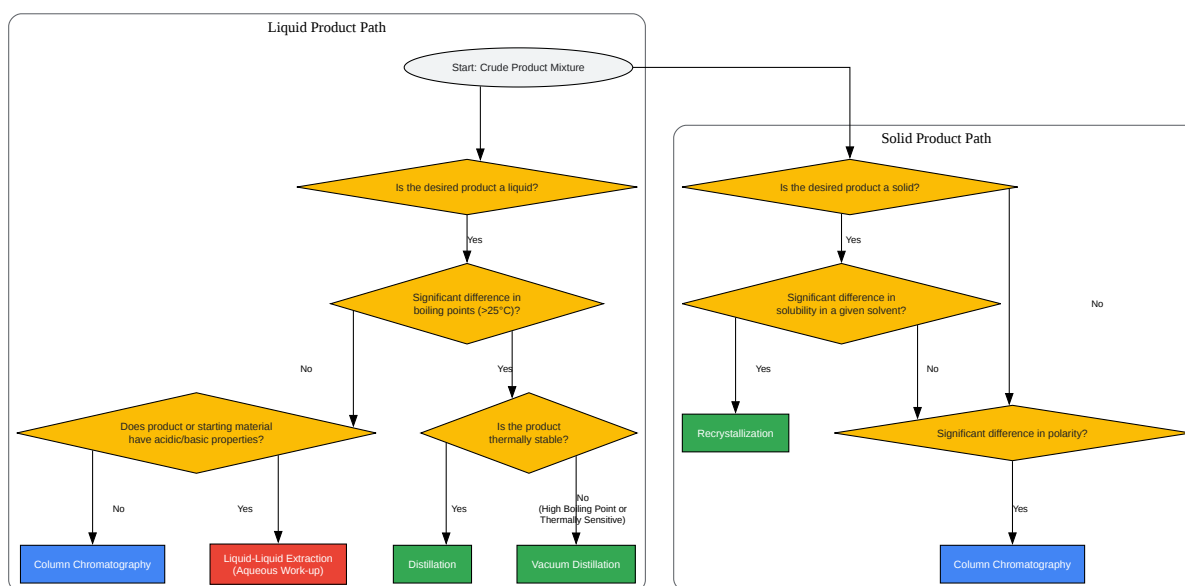 Liquid Product Path
Start: Crude Product Mixture
Solid Product Path
Is the desired product a liquid?
Is the desired product a solid?
Yes
Yes
Significant difference in
boiling points (>25°C)?
Significant difference in
solubility in a given solvent?
No
No
Yes
Yes
No
Does product or starting material
have acidic/basic properties?
Is the product
thermally stable?
Recrystallization
Significant difference in polarity?
No
Yes
Yes
No
(High Boiling Point or
Thermally Sensitive)
Yes
Column Chromatography
Liquid-Liquid Extraction
(Aqueous Work-up)
Distillation
Vacuum Distillation
Column Chromatography